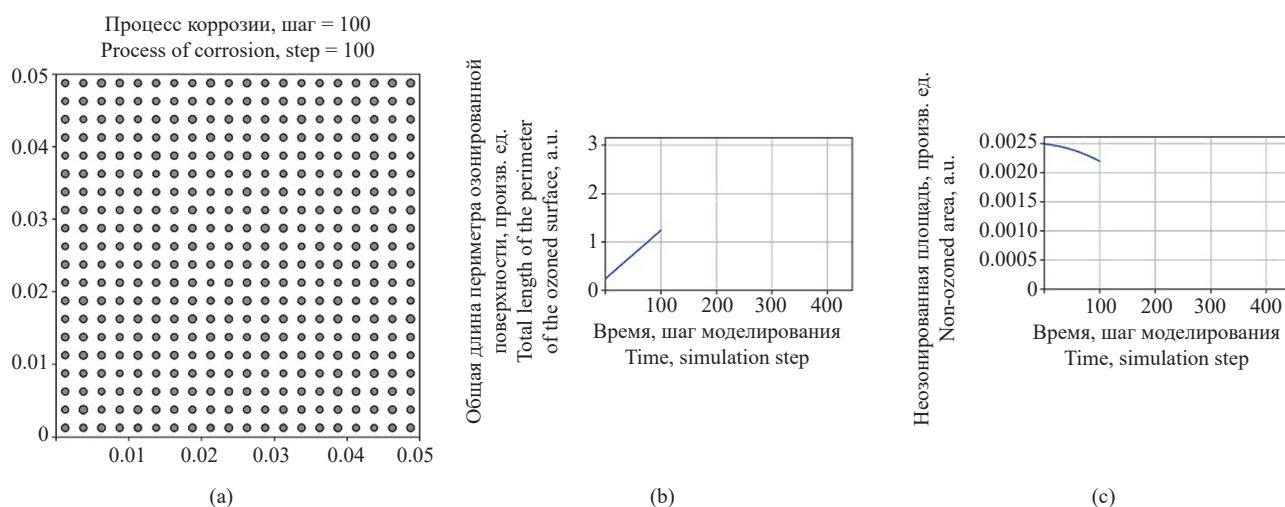 Процесс коррозии, шаг = 100
Process of corrosion, step = 100
0.05
0.04
0.03
0.02
0.01
0
0.01 0.02 0.03 0.04 0.05
(a)
Общая длина периметра озонированной
поверхности, произв. ед.
Total length of the perimeter
of the ozoned surface, a.u.
3
2
1
0
100 200 300 400
Время, шаг моделирования
Time, simulation step
(b)
Неозонированная площадь, произв. ед.
Non-ozoned area, a.u.
0.0025
0.0020
0.0015
0.0010
0.0005
0
100 200 300 400
Время, шаг моделирования
Time, simulation step
(c)